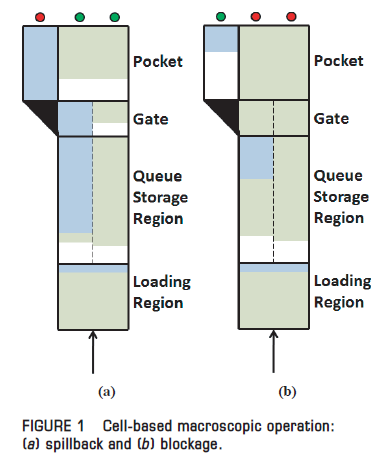 Pocket
Gate
Queue
Storage
Region
Loading
Region
(a)
Pocket
Gate
Queue
Storage
Region
Loading
Region
(b)
FIGURE 1 Cell-based macroscopic operation:
(a) spillback and (b) blockage.